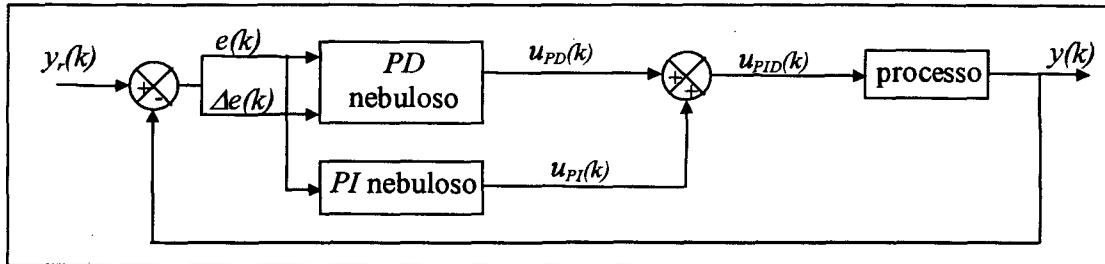 y_r(k)
e(k)
Δe(k)
PD
nebuloso
u_PD(k)
PI nebuloso
u_PI(k)
+ -
+ +
u_PID(k)
processo
y(k)